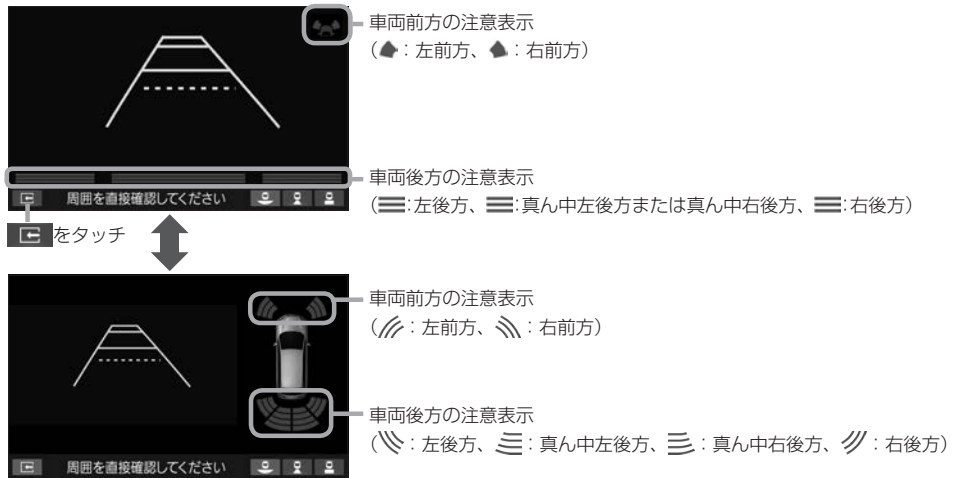 車両前方の注意表示
（：左前方、：右前方）
車両後方の注意表示
（：左後方、：真ん中左後方または真ん中右後方、：右後方）
周囲を直接確認してください
をタッチ
車両前方の注意表示
（：左前方、：右前方）
車両後方の注意表示
（：左後方、：真ん中左後方、：真ん中右後方、：右後方）
周囲を直接確認してください